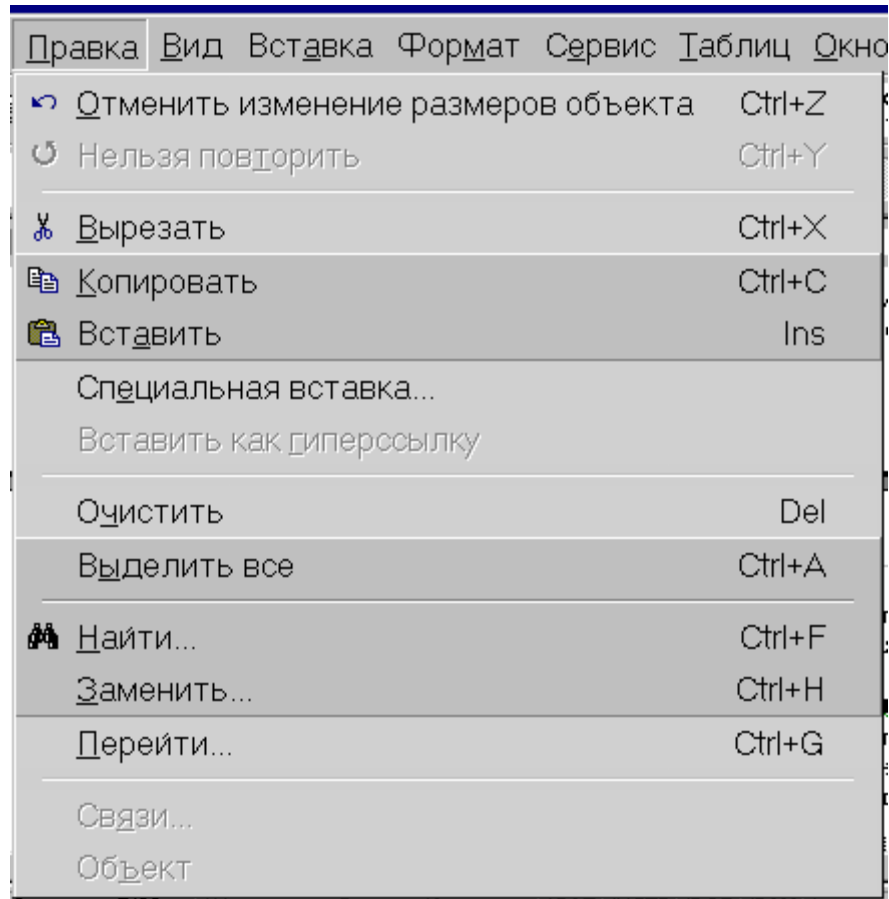 Правка Вид Вставка Формат Сервис Таблиц Окно
Отменить изменение размеров объекта Ctrl+Z
Нельзя повторить Ctrl+Y
Вырезать Ctrl+X
Копировать Ctrl+C
Вставить Ins
Специальная вставка...
Вставить как гиперссылку
Очистить Del
Выделить все Ctrl+A
Найти... Ctrl+F
Заменить... Ctrl+H
Перейти... Ctrl+G
Связи...
Объект